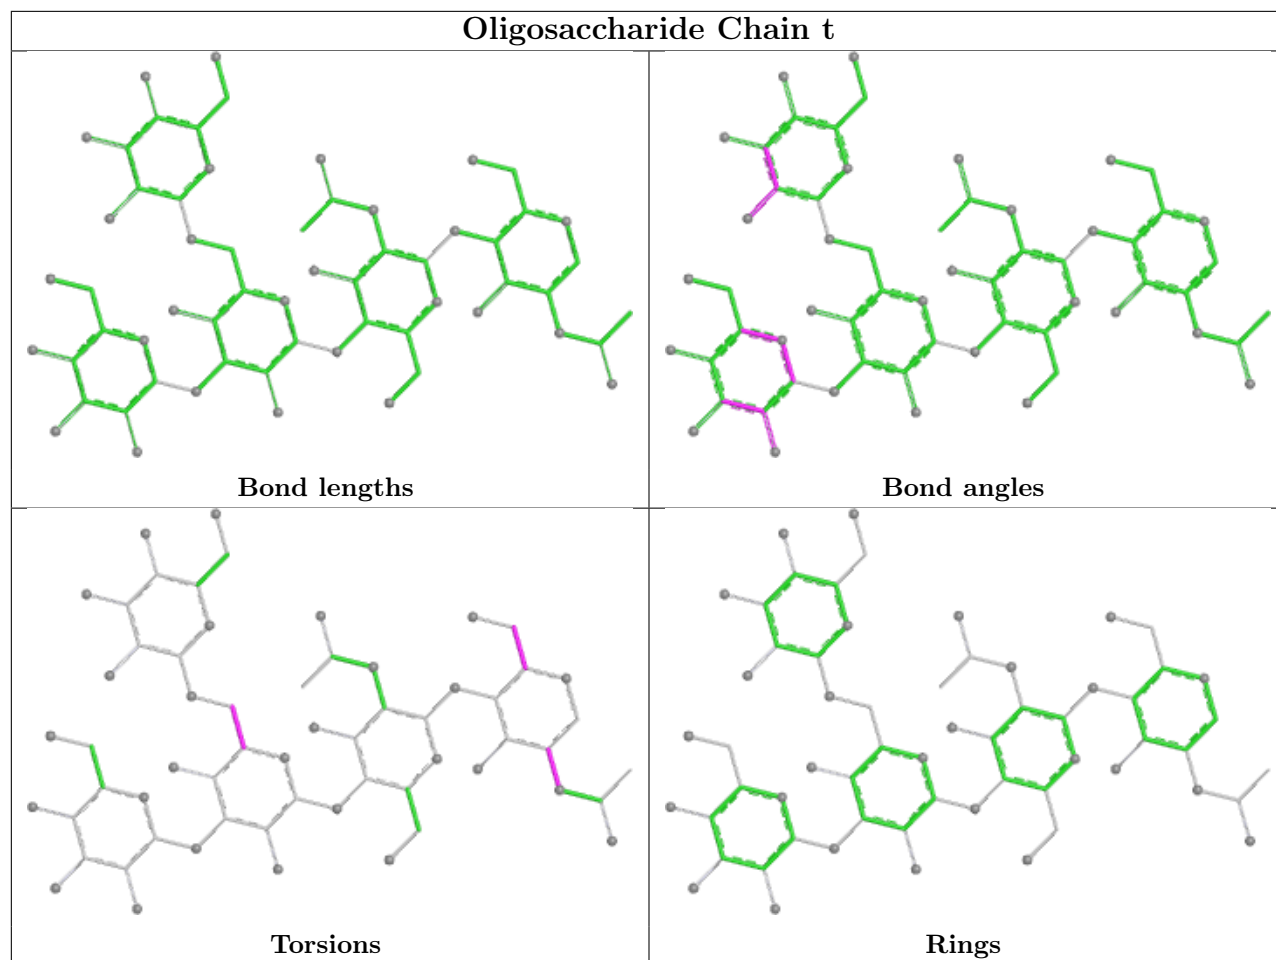 Oligosaccharide Chain t
Bond lengths
Bond angles
Torsions
Rings